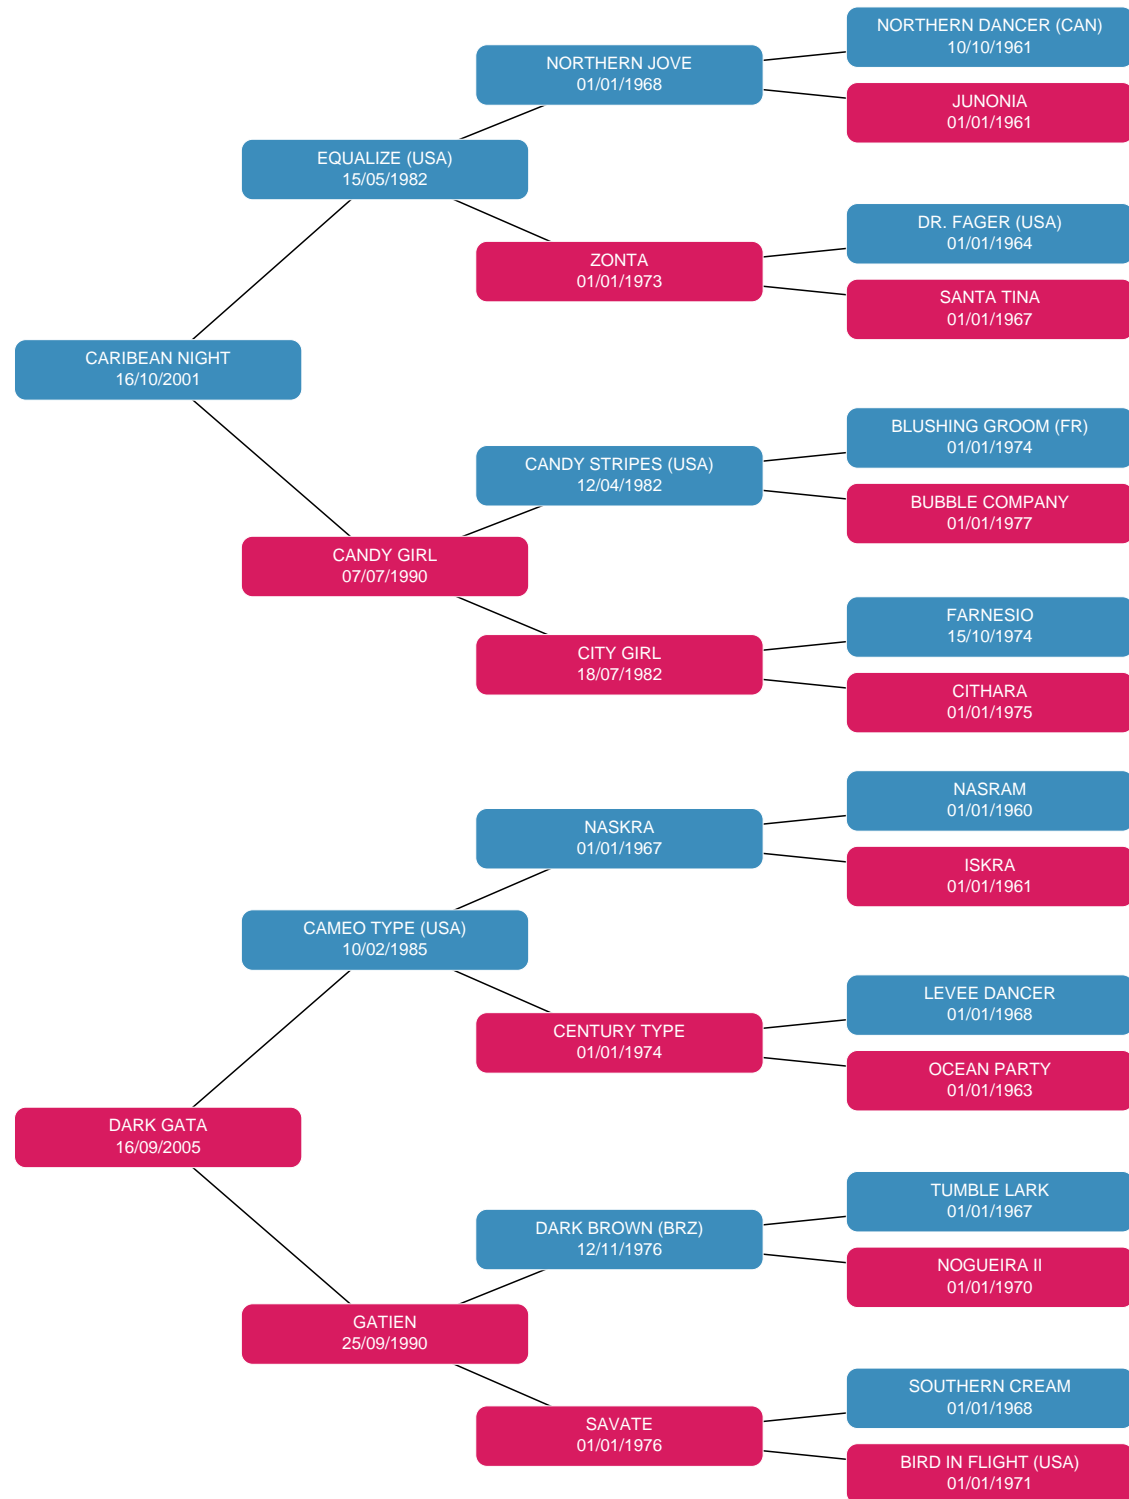 NORTHERN DANCER (CAN)
10/10/1961
NORTHERN JOVE
01/01/1968
JUNONIA
01/01/1961
EQUALIZE (USA)
15/05/1982
DR. FAGER (USA)
01/01/1964
ZONTA
01/01/1973
SANTA TINA
01/01/1967
CARIBEAN NIGHT
16/10/2001
BLUSHING GROOM (FR)
01/01/1974
CANDY STRIPES (USA)
12/04/1982
BUBBLE COMPANY
01/01/1977
CANDY GIRL
07/07/1990
FARNESIO
15/10/1974
CITY GIRL
18/07/1982
CITHARA
01/01/1975
NASRAM
01/01/1960
NASKRA
01/01/1967
ISKRA
01/01/1961
CAMEO TYPE (USA)
10/02/1985
LEVEE DANCER
01/01/1968
CENTURY TYPE
01/01/1974
OCEAN PARTY
01/01/1963
DARK GATA
16/09/2005
TUMBLE LARK
01/01/1967
DARK BROWN (BRZ)
12/11/1976
NOGUEIRA II
01/01/1970
GATIEN
25/09/1990
SOUTHERN CREAM
01/01/1968
SAVATE
01/01/1976
BIRD IN FLIGHT (USA)
01/01/1971